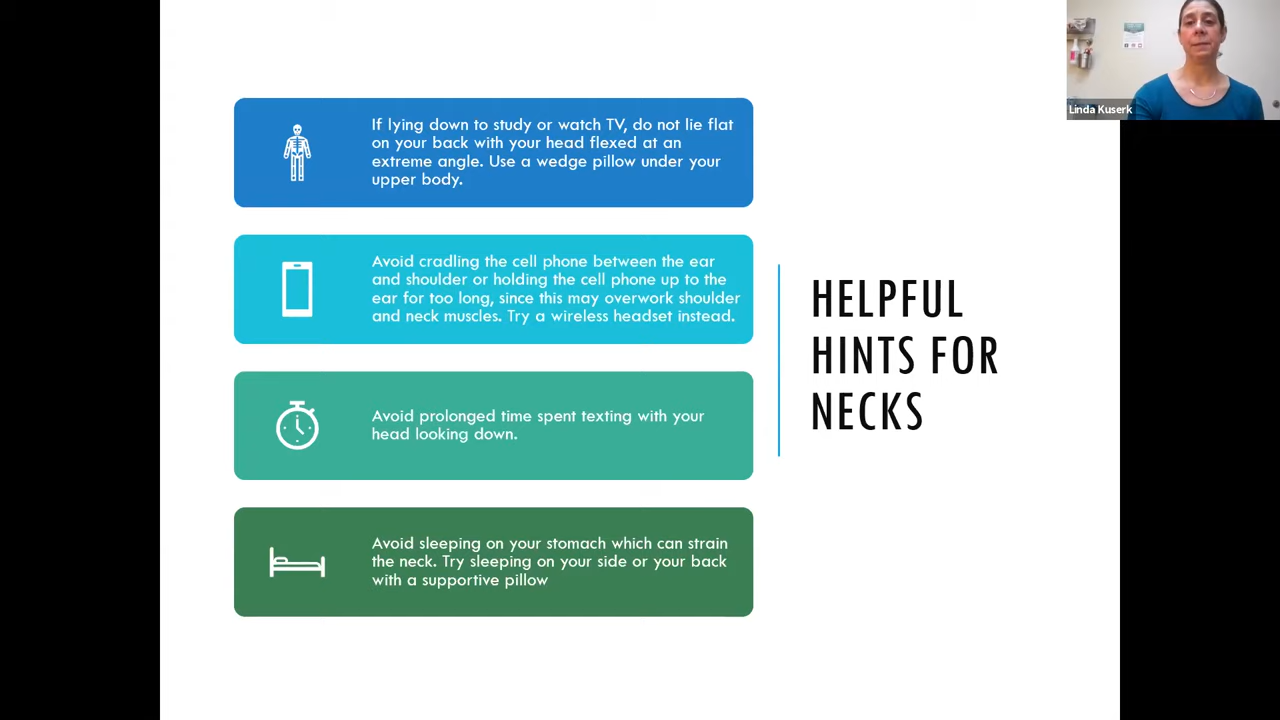 If lying down to study or watch TV, do not lie flat
on your back with your head flexed at an
extreme angle. Use a wedge pillow under your
upper body.
Avoid cradling the cell phone between the ear
and shoulder or holding the cell phone up to the
ear for too long, since this may overwork shoulder
and neck muscles. Try a wireless headset instead.
Avoid prolonged time spent texting with your
head looking down.
Avoid sleeping on your stomach which can strain
the neck. Try sleeping on your side or your back
with a supportive pillow
HELPFUL
HINTS FOR
NECKS
Linda Kuserk